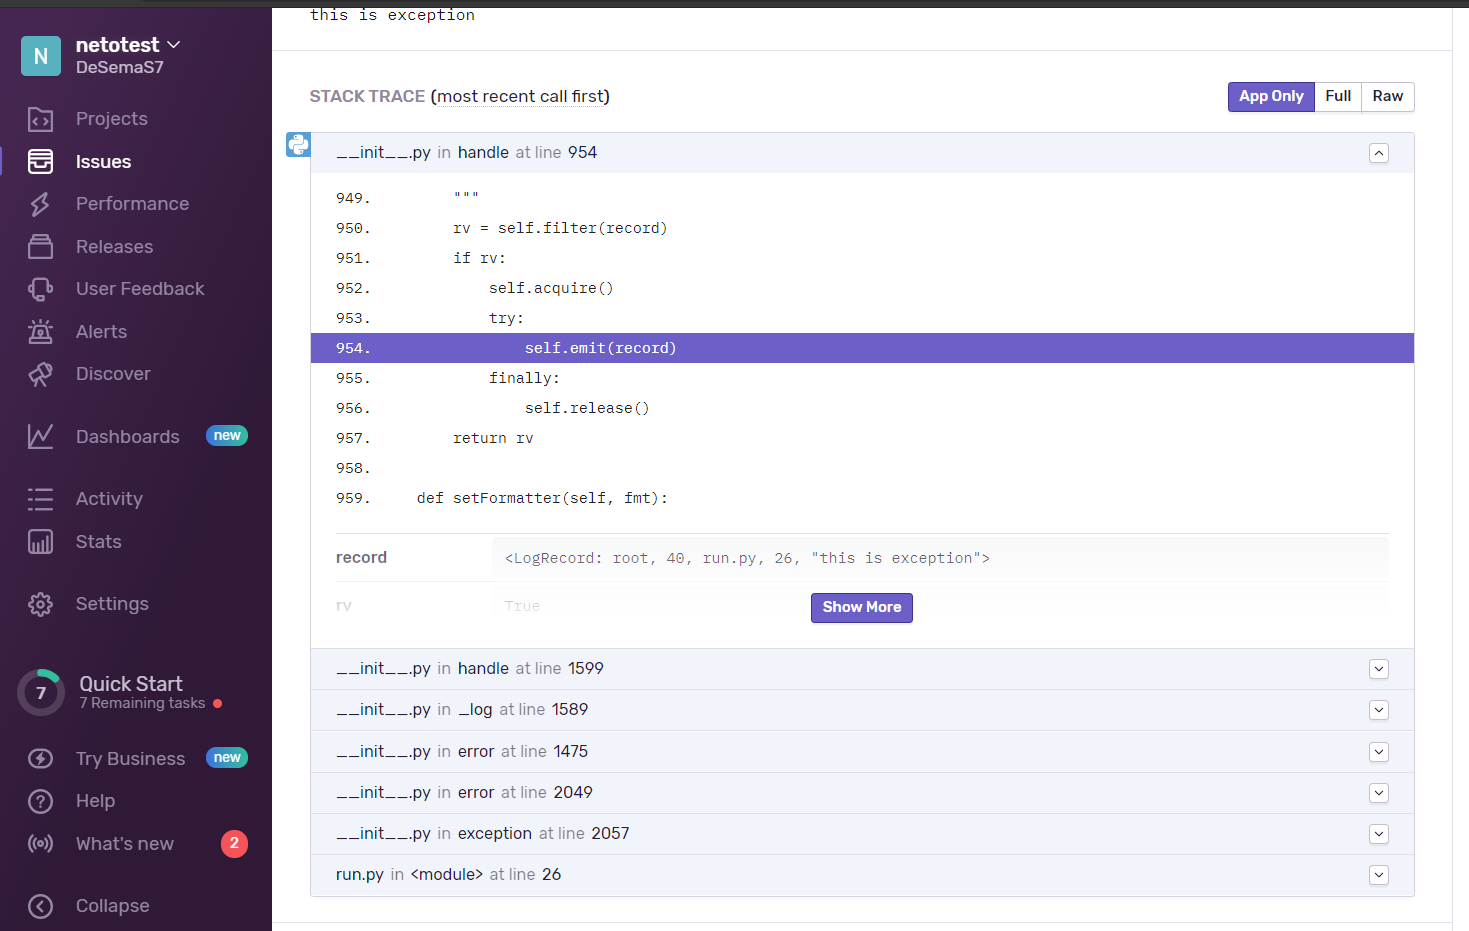 this is exception
N
netotest
DeSemaS7
Projects
Issues
Performance
Releases
User Feedback
Alerts
Discover
Dashboards new
Activity
Stats
Settings
7
Quick Start
7 Remaining tasks
Try Business new
Help
What's new 2
Collapse
STACK TRACE (most recent call first)
App Only Full Raw
__init__.py in handle at line 954
949. """
950. rv = self.filter(record)
951. if rv:
952. self.acquire()
953. try:
954. self.emit(record)
955. finally:
956. self.release()
957. return rv
958.
959. def setFormatter(self, fmt):
record <LogRecord: root, 40, run.py, 26, "this is exception">
rv True
Show More
__init__.py in handle at line 1599
__init__.py in _log at line 1589
__init__.py in error at line 1475
__init__.py in error at line 2049
__init__.py in exception at line 2057
run.py in <module> at line 26